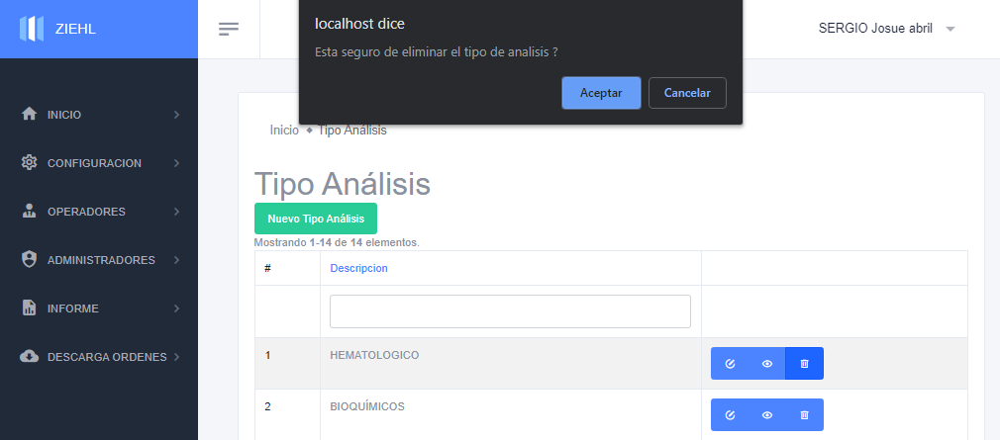 ZIEHL
localhost dice
Esta seguro de eliminar el tipo de analisis ?
Aceptar
Cancelar
SERGIO Josue abril
INICIO
CONFIGURACION
OPERADORES
ADMINISTRADORES
INFORME
DESCARGA ORDENES
Inicio ◆ Tipo Análisis
Tipo Análisis
Nuevo Tipo Análisis
Mostrando 1-14 de 14 elementos.
# Descripcion
1 HEMATOLOGICO
2 BIOQUÍMICOS